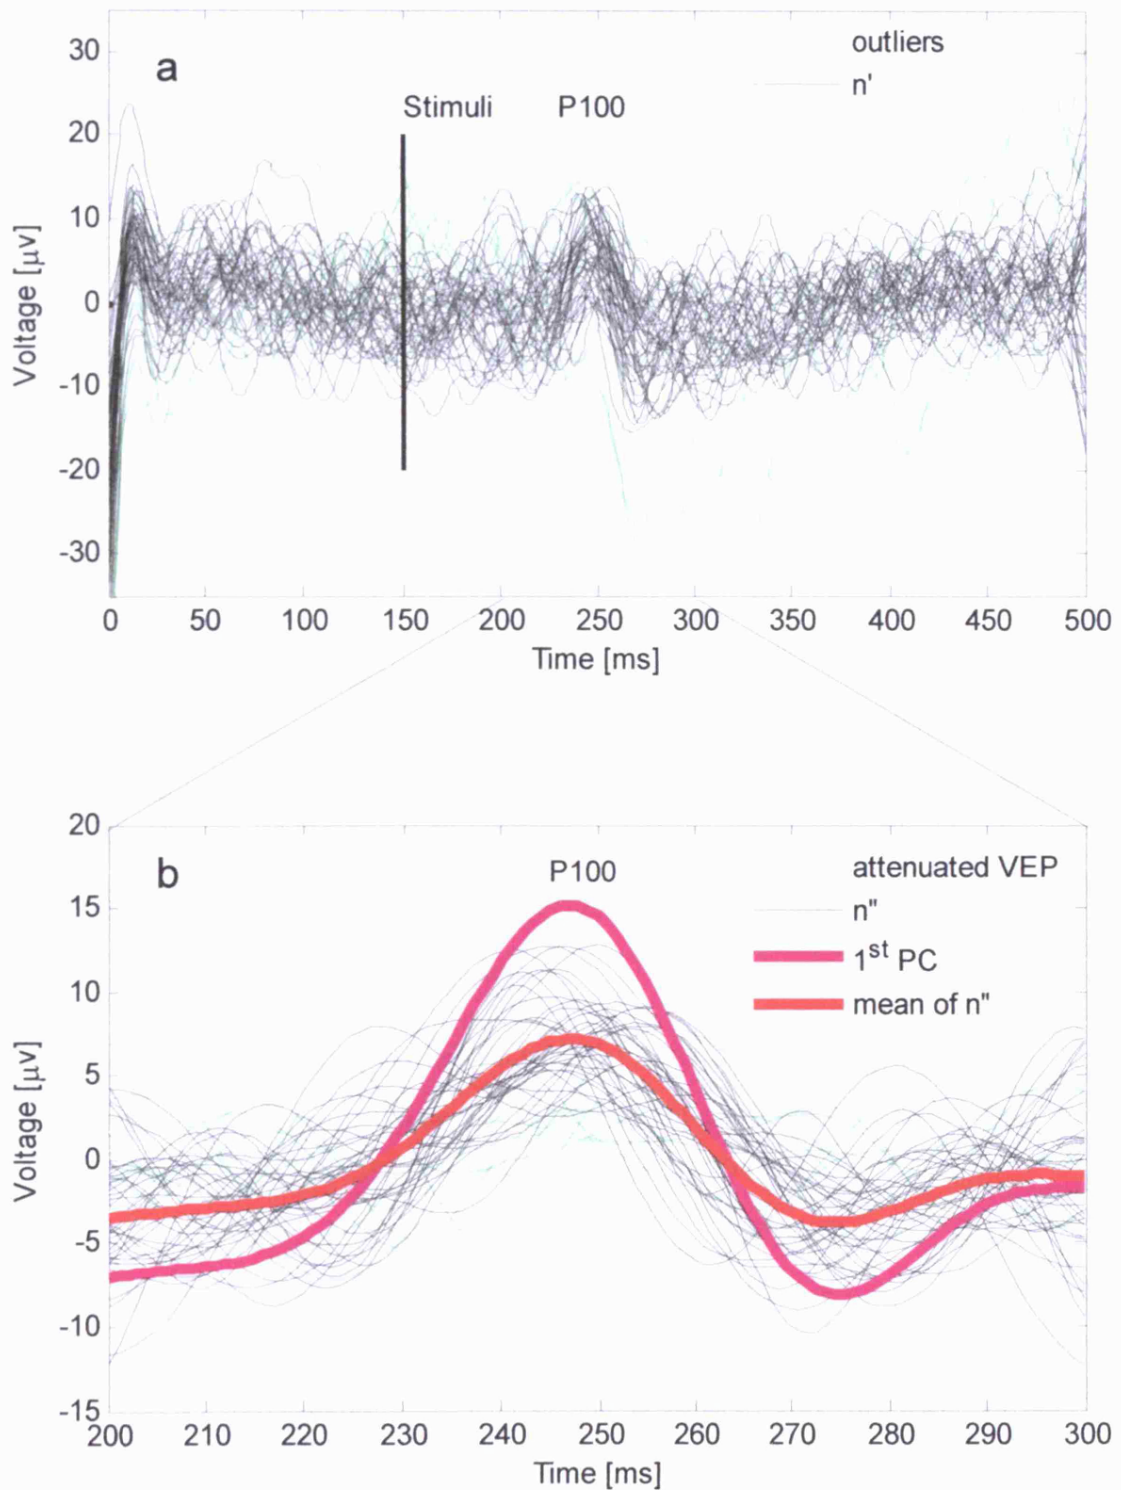 a
outliers
n'
Stimuli
P100
30
20
10
0
-10
-20
-30
Voltage [μv]
0 50 100 150 200 250 300 350 400 450 500
Time [ms]
b
P100
attenuated VEP
n"
1st PC
mean of n"
20
15
10
5
0
-5
-10
-15
Voltage [μv]
200 210 220 230 240 250 260 270 280 290 300
Time [ms]